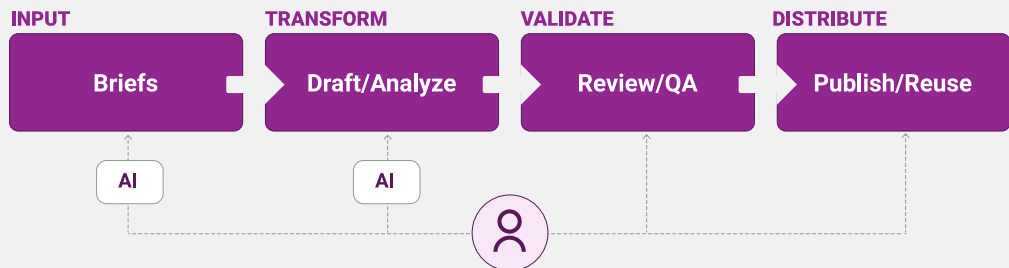 INPUT
TRANSFORM
VALIDATE
DISTRIBUTE
Briefs
Draft/Analyze
Review/QA
Publish/Reuse
AI
AI